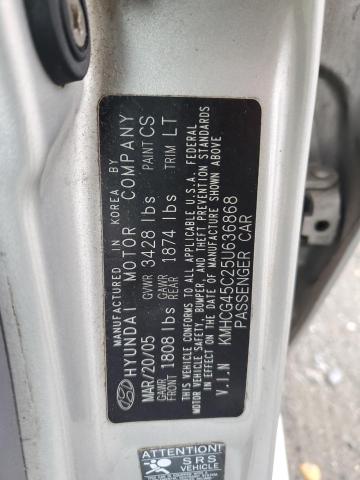 MANUFACTURED IN KOREA BY
HYUNDAI MOTOR COMPANY
MAR/20/05 GVWR 3428 lbs PAINT CS
GAWR FRONT 1808 lbs GAWR REAR 1874 lbs TRIM LT
THIS VEHICLE CONFORMS TO ALL APPLICABLE U.S.A. FEDERAL
MOTOR VEHICLE SAFETY, BUMPER, AND THEFT PREVENTION STANDARDS
IN EFFECT ON THE DATE OF MANUFACTURE SHOWN ABOVE
V.I.N KMHCG45C25U636868
PASSENGER CAR
ATTENTION!
SRS
VEHICLE